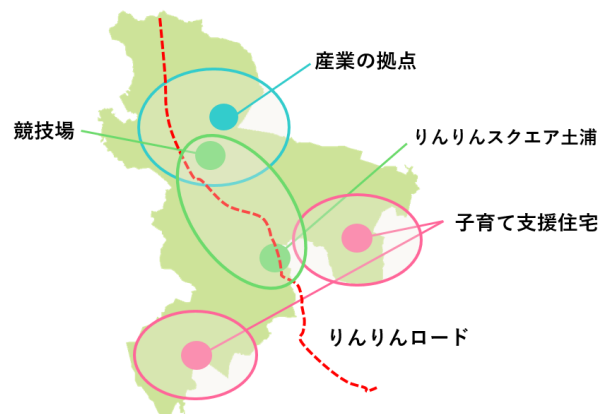 産業の拠点
競技場
りんりんスクエア土浦
子育て支援住宅
りんりんロード